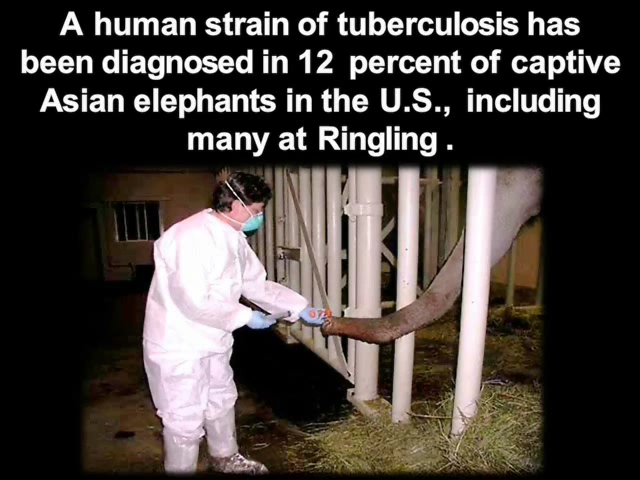 A human strain of tuberculosis has
been diagnosed in 12 percent of captive
Asian elephants in the U.S., including
many at Ringling .